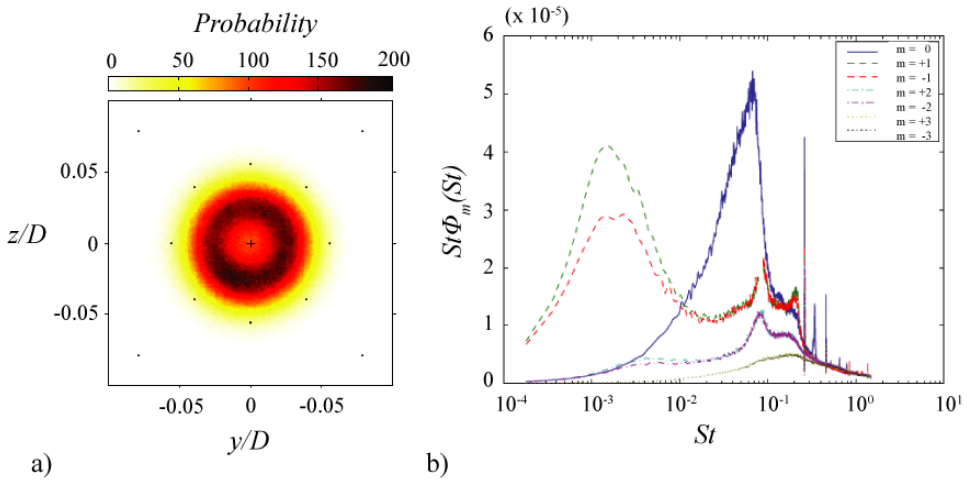 Probability
0 50 100 150 200
0.05
z/D 0
-0.05
-0.05 0 -0.05
y/D
a)
(x 10-5)
6
5
4
3
2
1
0
StΦm(St)
m = 0
m = +1
m = -1
m = +2
m = -2
m = +3
m = -3
10-4 10-3 10-2 10-1 100 101
St
b)